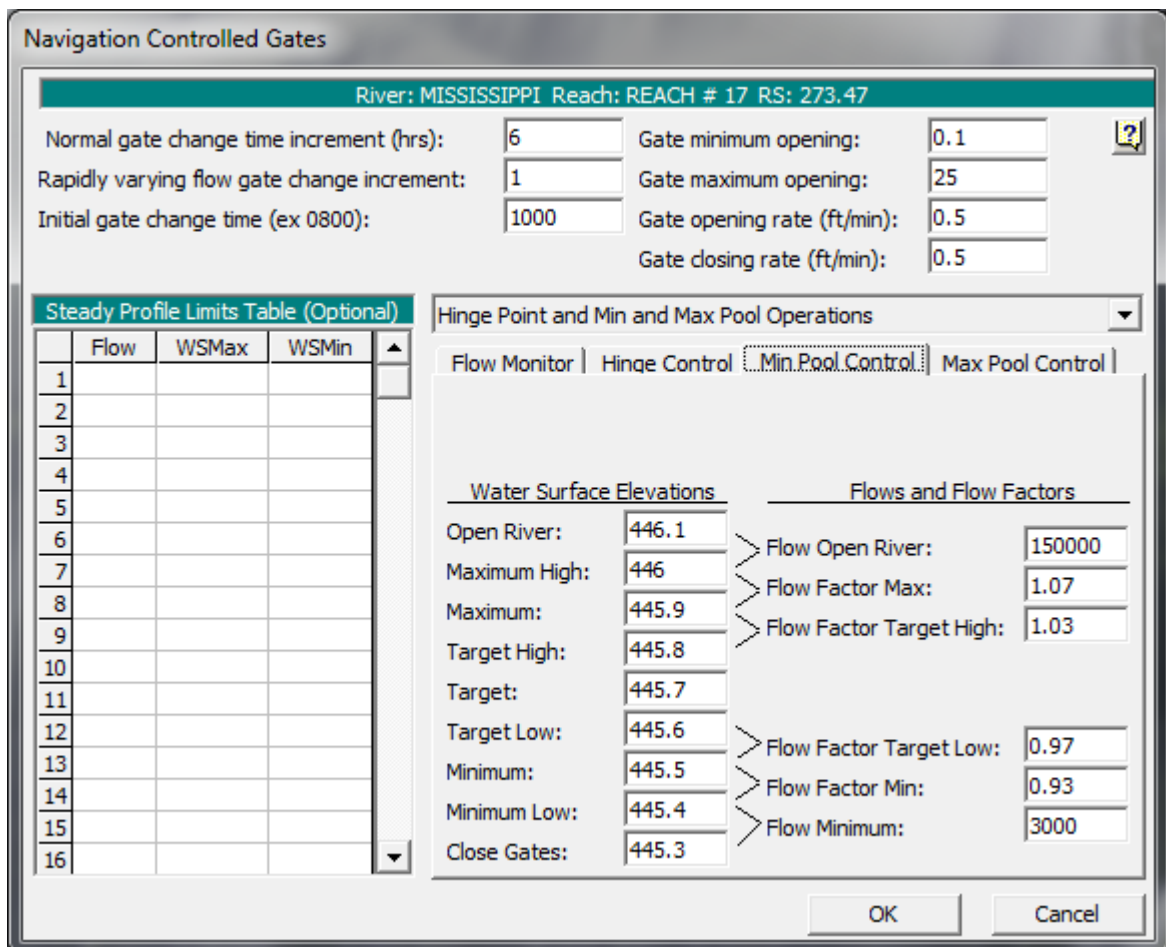 Navigation Controlled Gates
River: MISSISSIPPI Reach: REACH # 17 RS: 273.47
Normal gate change time increment (hrs): 6 Gate minimum opening: 0.1
Rapidly varying flow gate change increment: 1 Gate maximum opening: 25
Initial gate change time (ex 0800): 1000 Gate opening rate (ft/min): 0.5
Gate closing rate (ft/min): 0.5
Steady Profile Limits Table (Optional)
Flow WSMax WSMin
1
2
3
4
5
6
7
8
9
10
11
12
13
14
15
16
Hinge Point and Min and Max Pool Operations
Flow Monitor Hinge Control Min Pool Control Max Pool Control
Water Surface Elevations Flows and Flow Factors
Open River: 446.1
Flow Open River: 150000
Maximum High: 446
Flow Factor Max: 1.07
Maximum: 445.9
Flow Factor Target High: 1.03
Target High: 445.8
Target: 445.7
Target Low: 445.6
Flow Factor Target Low: 0.97
Minimum: 445.5
Flow Factor Min: 0.93
Minimum Low: 445.4
Flow Minimum: 3000
Close Gates: 445.3
OK Cancel